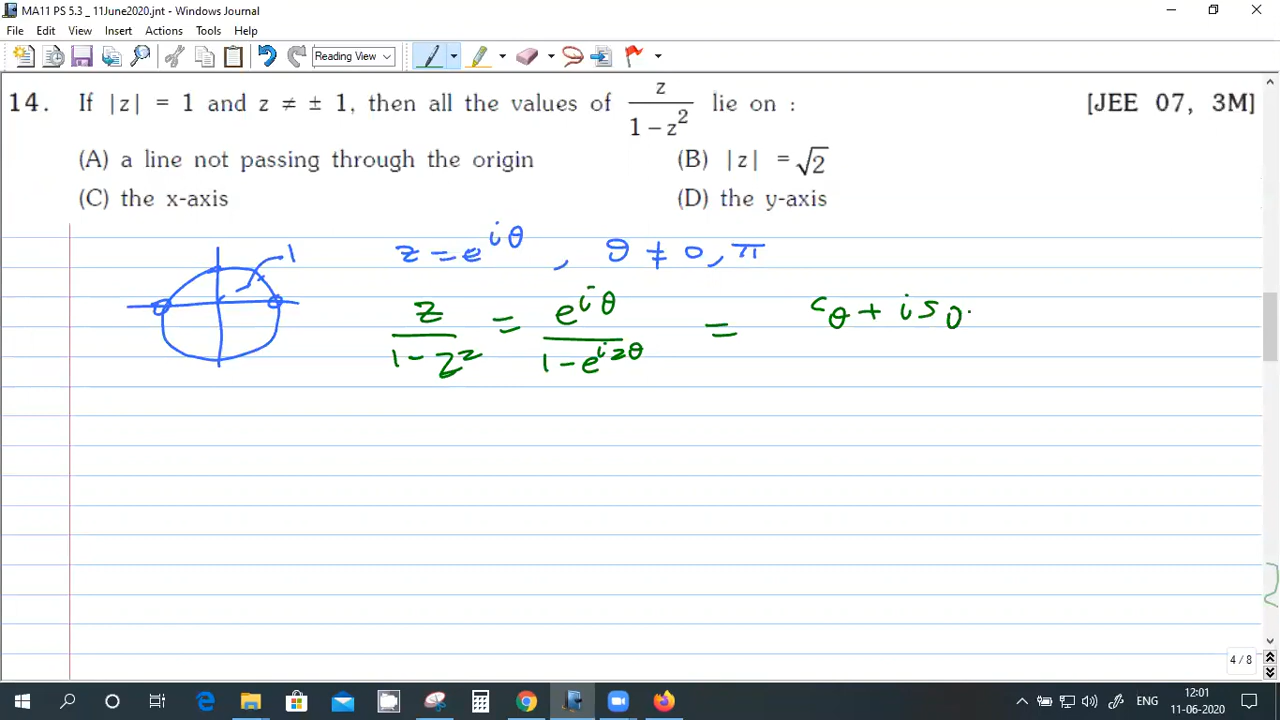 MA11 PS 5.3 _ 11June2020.jnt - Windows Journal
File Edit View Insert Actions Tools Help
Reading View
14. If |z| = 1 and z ≠ ± 1, then all the values of z/(1 – z²) lie on : [JEE 07, 3M]
(A) a line not passing through the origin (B) |z| = √2
(C) the x-axis (D) the y-axis
1 z = e^{iθ}, θ ≠ 0, π
z/(1 - z²) = e^{iθ}/(1 - e^{i2θ}) = cθ + i s θ
4 / 8
ENG 12:01
11-06-2020